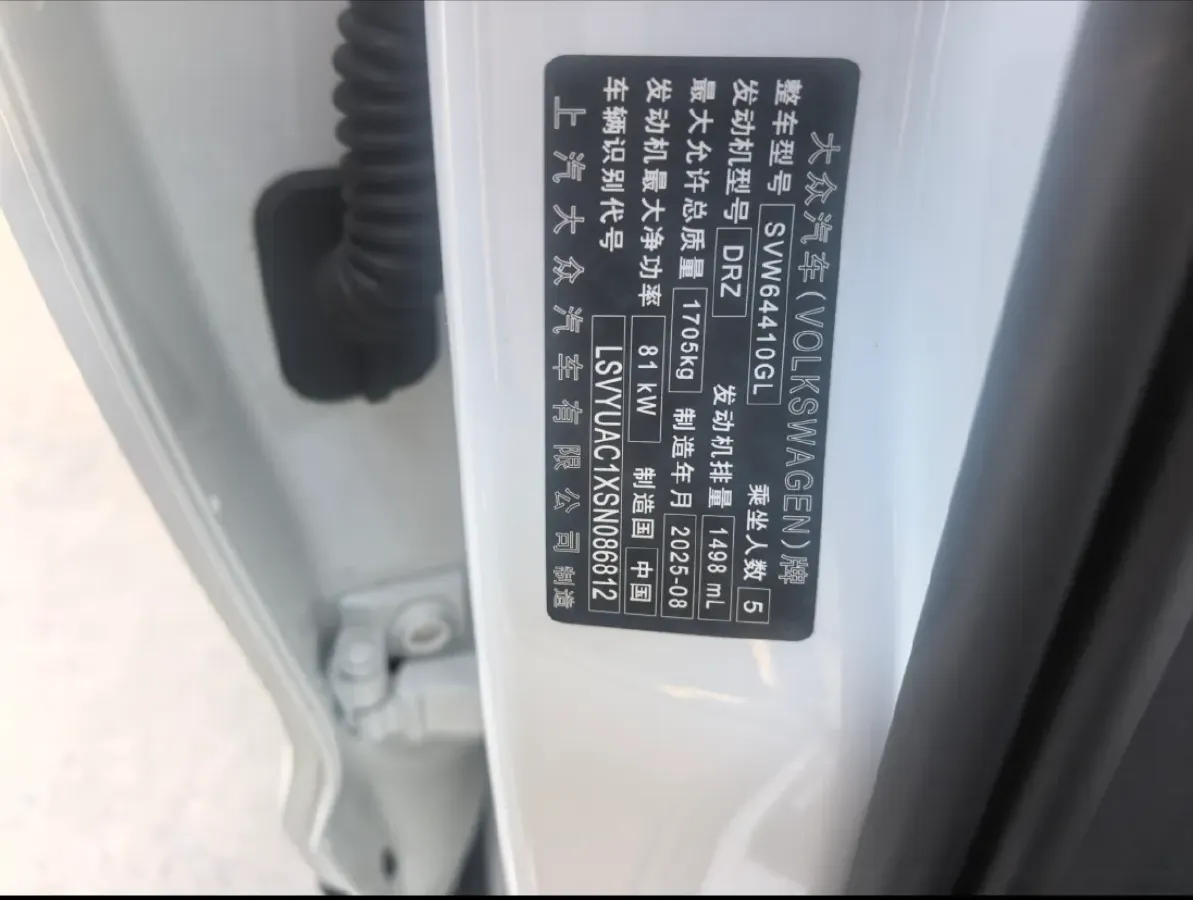 大众汽车(VOLKSWAGEN)牌
整车型号 SVW64410GL 乘坐人数 5
发动机型号 DRZ 发动机排量 1498 mL
最大允许总质量 1705kg 制造年月 2025-08
发动机最大净功率 81 kW 制造国 中国
车辆识别代号 LSVYUAC1XSN086812
上汽大众汽车有限公司制造